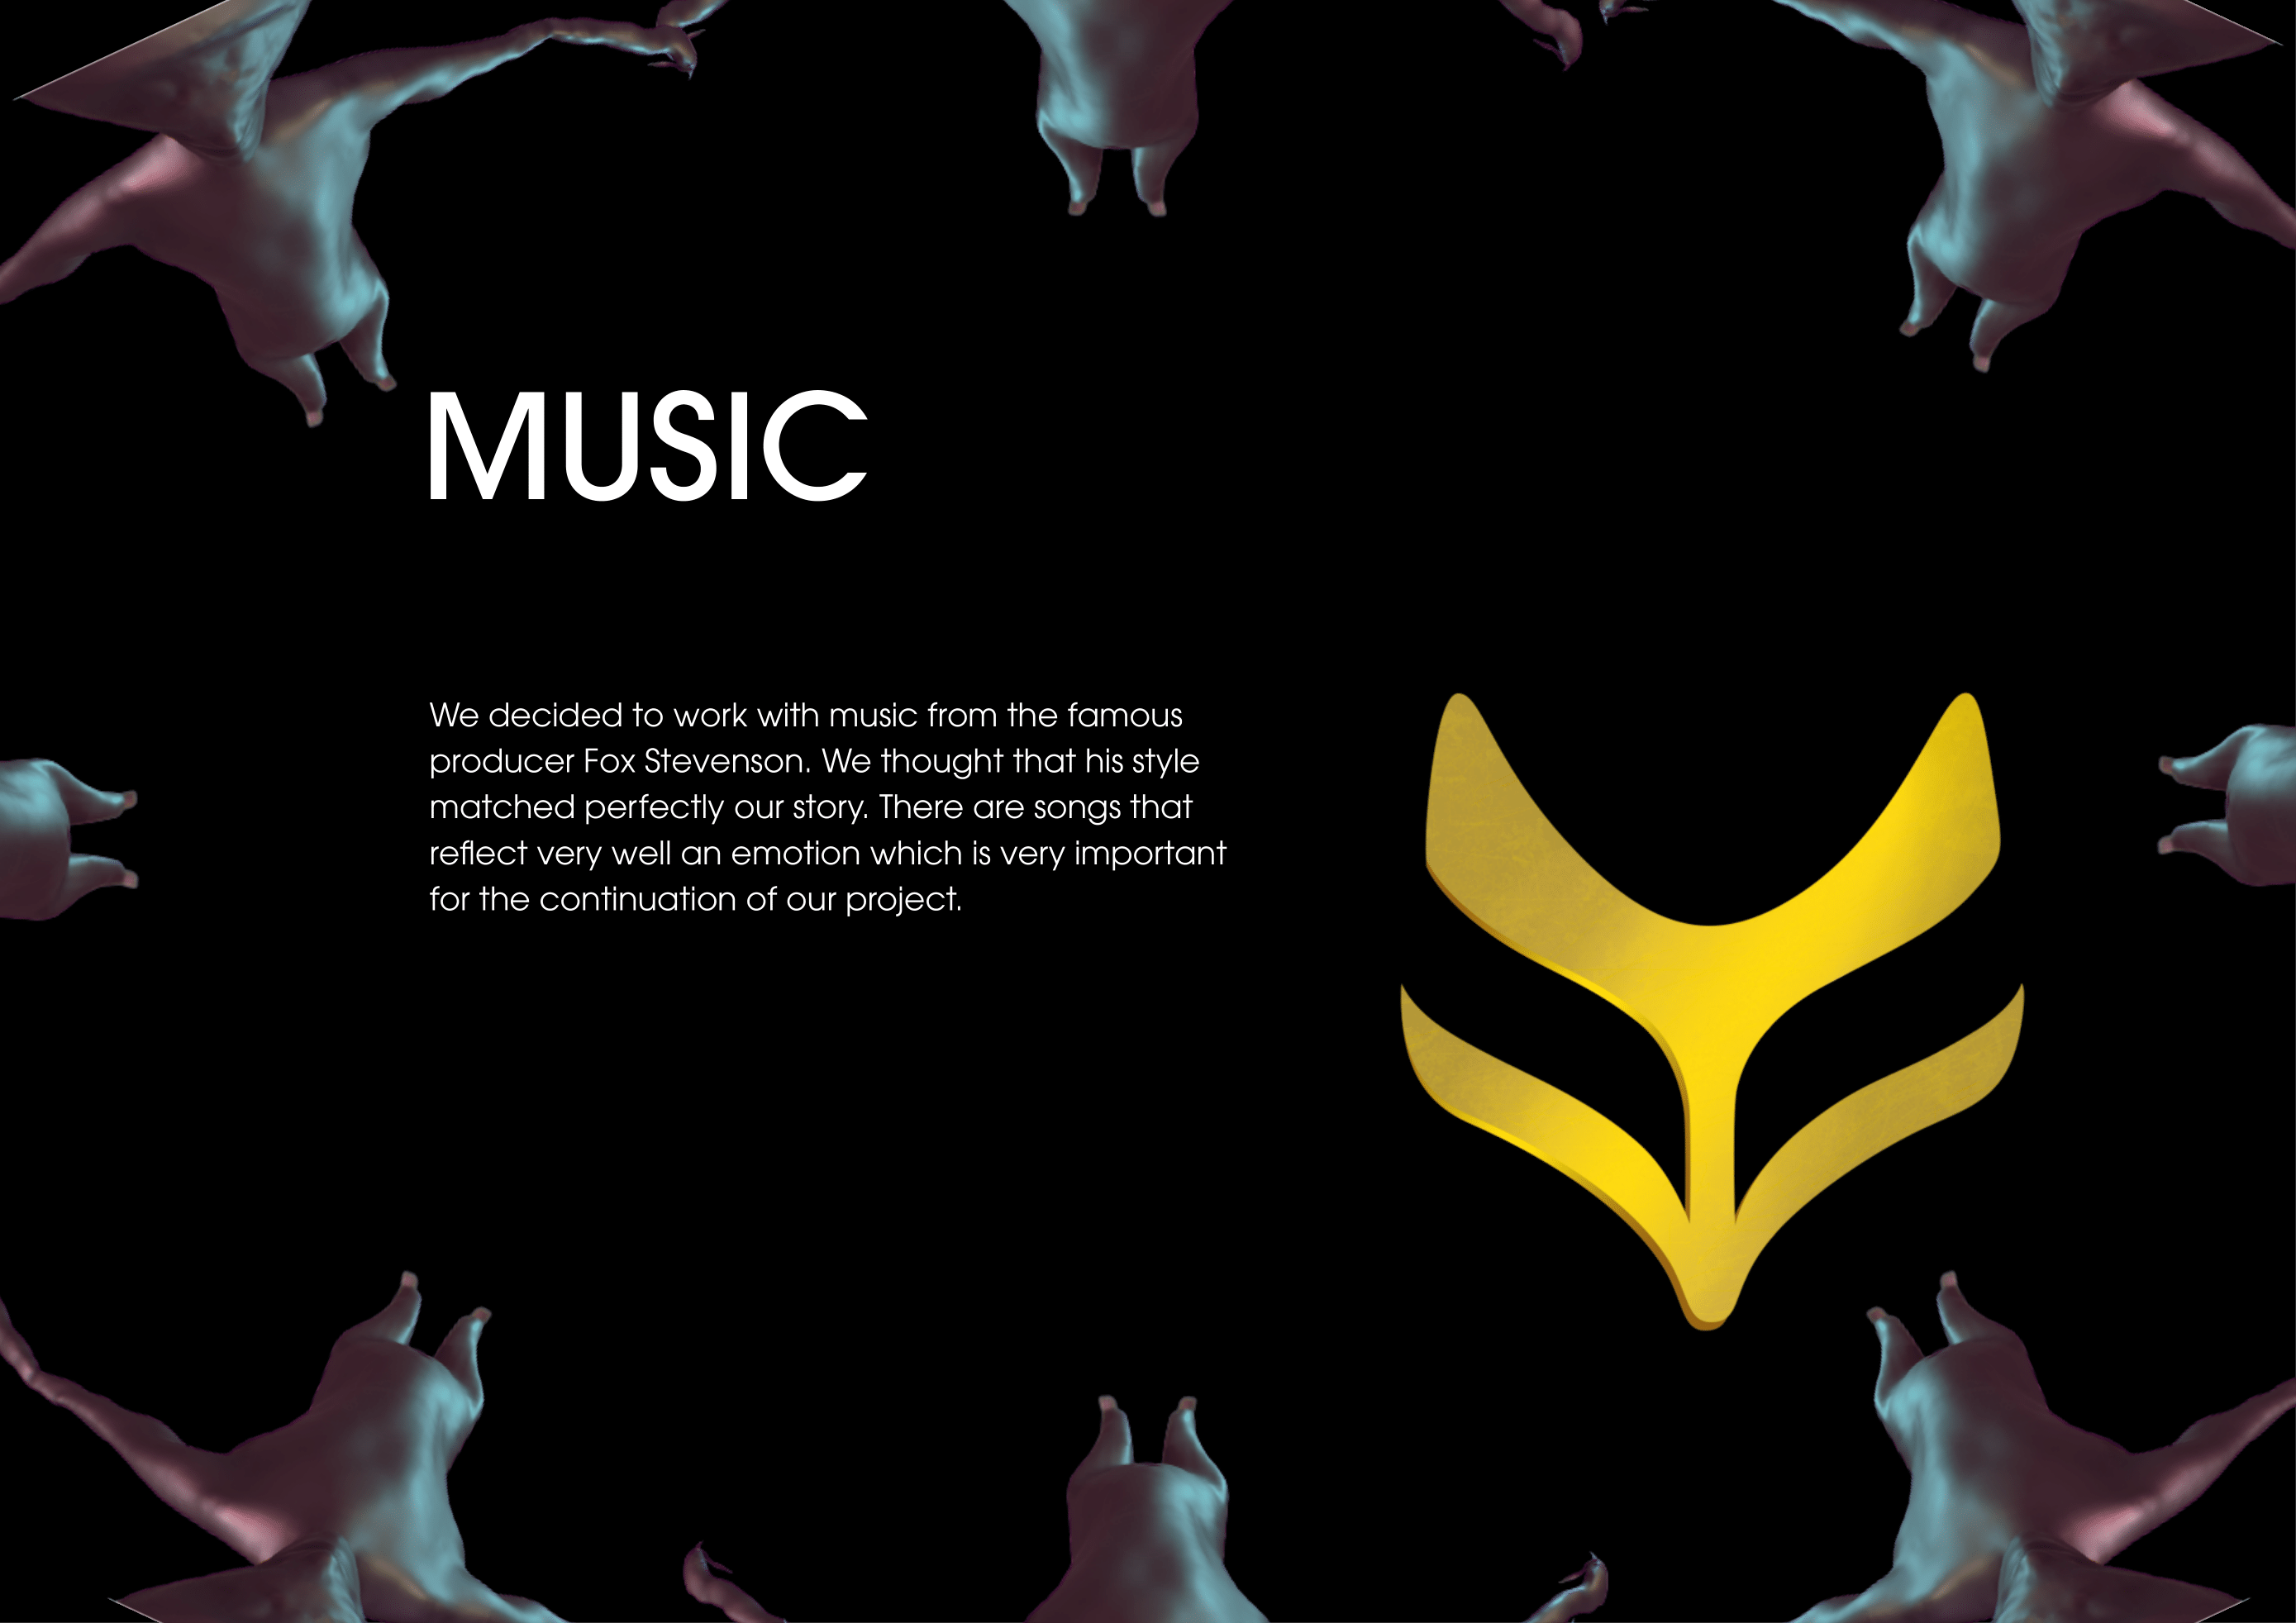 MUSIC
We decided to work with music from the famous
producer Fox Stevenson. We thought that his style
matched perfectly our story. There are songs that
reflect very well an emotion which is very important
for the continuation of our project.